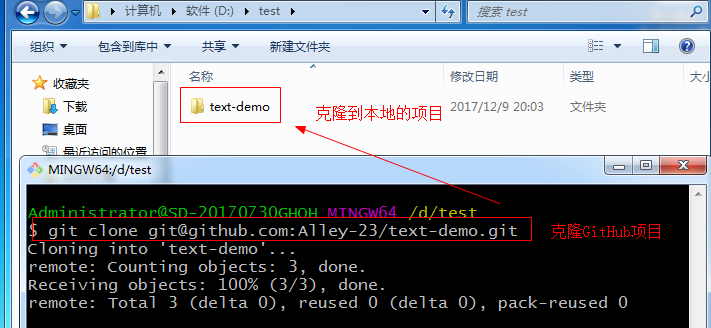 计算机 ▸ 软件 (D:) ▸ test ▸
搜索 test
组织 包含到库中 共享 新建文件夹
收藏夹
下载
桌面
最近访问的位置
名称 修改日期 类型 大小
text-demo 2017/12/9 20:03 文件夹
克隆到本地的项目
MINGW64:/d/test
Administrator@SD-20170730GHOH MINGW64 /d/test
$ git clone git@github.com:Alley-23/text-demo.git
克隆GitHub项目
Cloning into 'text-demo'...
remote: Counting objects: 3, done.
Receiving objects: 100% (3/3), done.
remote: Total 3 (delta 0), reused 0 (delta 0), pack-reused 0